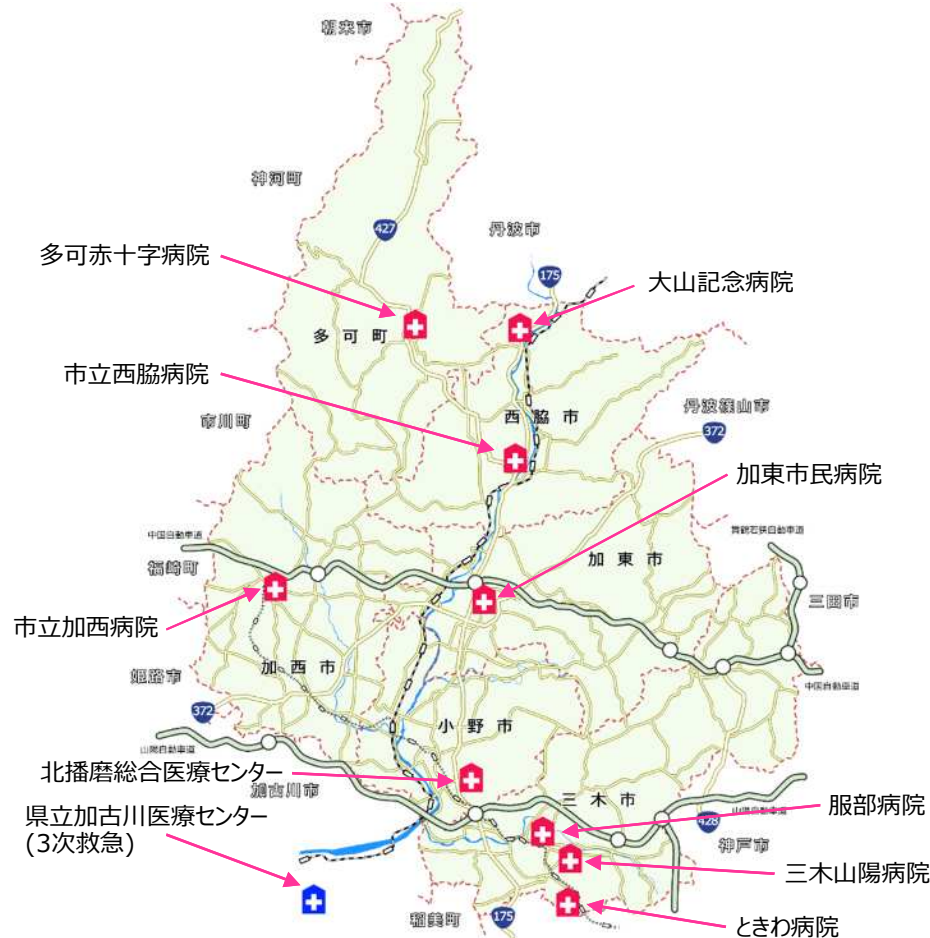 朝来市
神河町
427
丹波市
多可赤十字病院
175
大山記念病院
多可町
市立西脇病院
市川町
西脇市
丹波篠山市
372
加東市民病院
中国自動車道
舞鶴若狭自動車道
福崎町
加東市
三田市
市立加西病院
姫路市
加西市
中国自動車道
372
小野市
山陽自動車道
北播磨総合医療センター
加古川市
三木市
県立加古川医療センター
(3次救急)
山陽自動車道
服部病院
428
神戸市
三木山陽病院
稲美町
175
ときわ病院